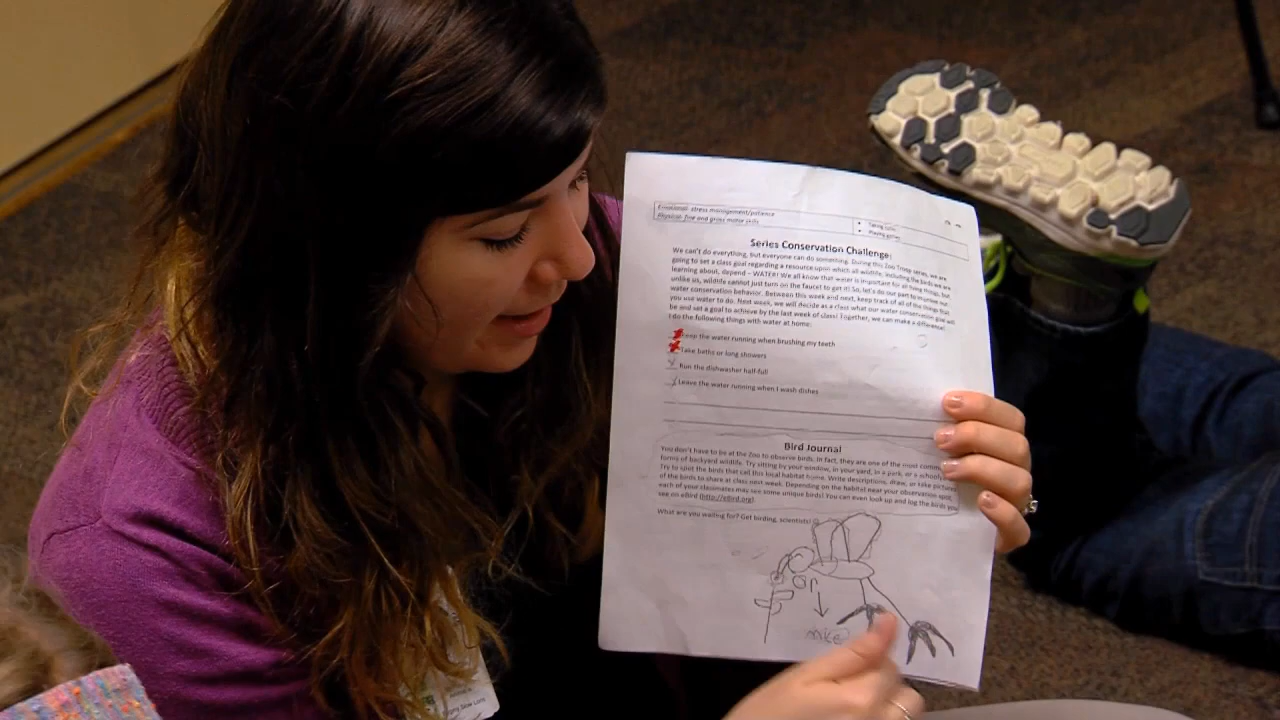 Emotional- stress management/patience
Physical- fine and gross motor skills
Taking turns
Playing games
Series Conservation Challenge:
We can't do everything, but everyone can do something. During this Zoo Troop series, we are
going to set a class goal regarding a resource upon which all wildlife, including the birds we are
learning about, depend – WATER! We all know that water is important for all living things, but
unlike us, wildlife cannot just turn on the faucet to get it! So, let's do our part to improve our
water conservation behavior. Between this week and next, keep track of all of the things that
you use water to do. Next week, we will decide as a class what our water conservation goal will
be and set a goal to achieve by the last week of class! Together, we can make a difference!
I do the following things with water at home:
Keep the water running when brushing my teeth
Take baths or long showers
Run the dishwasher half-full
Leave the water running when I wash dishes
Bird Journal
You don't have to be at the Zoo to observe birds. In fact, they are one of the most common
forms of backyard wildlife. Try sitting by your window, in your yard, in a park, or a schoolyard.
Try to spot the birds that call this local habitat home. Write descriptions, draw, or take pictures
of the birds to share at class next week. Depending on the habitat near your observation spot,
each of your classmates may see some unique birds! You can even look up and log the birds you
see on eBird (http://eBird.org)
What are you waiting for? Get birding, scientists!
or